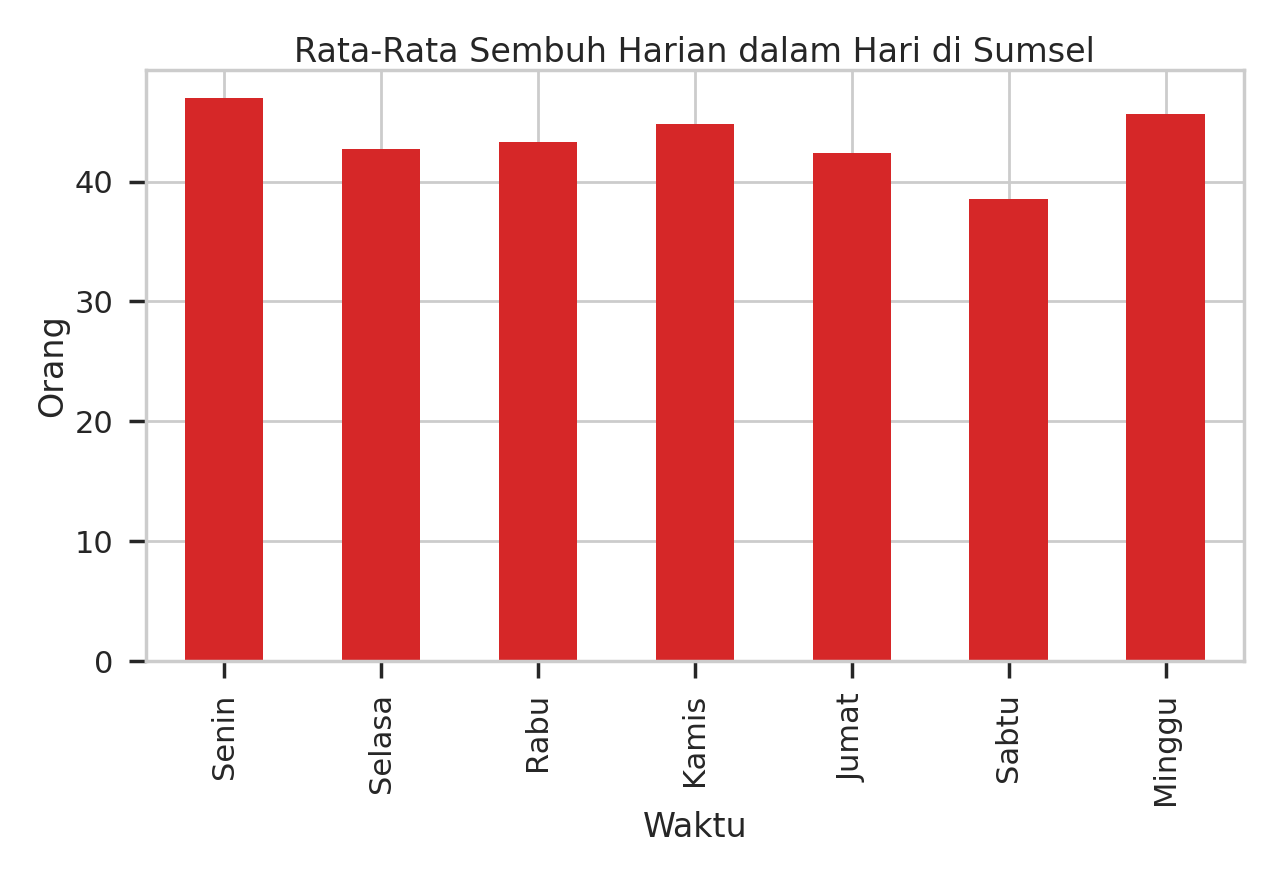 Rata-Rata Sembuh Harian dalam Hari di Sumsel
Orang
40
30
20
10
0
Senin
Selasa
Rabu
Kamis
Jumat
Sabtu
Minggu
Waktu